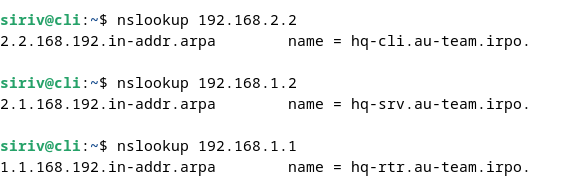 siriv@cli:~$ nslookup 192.168.2.2
2.2.168.192.in-addr.arpa        name = hq-cli.au-team.irpo.
siriv@cli:~$ nslookup 192.168.1.2
2.1.168.192.in-addr.arpa        name = hq-srv.au-team.irpo.
siriv@cli:~$ nslookup 192.168.1.1
1.1.168.192.in-addr.arpa        name = hq-rtr.au-team.irpo.